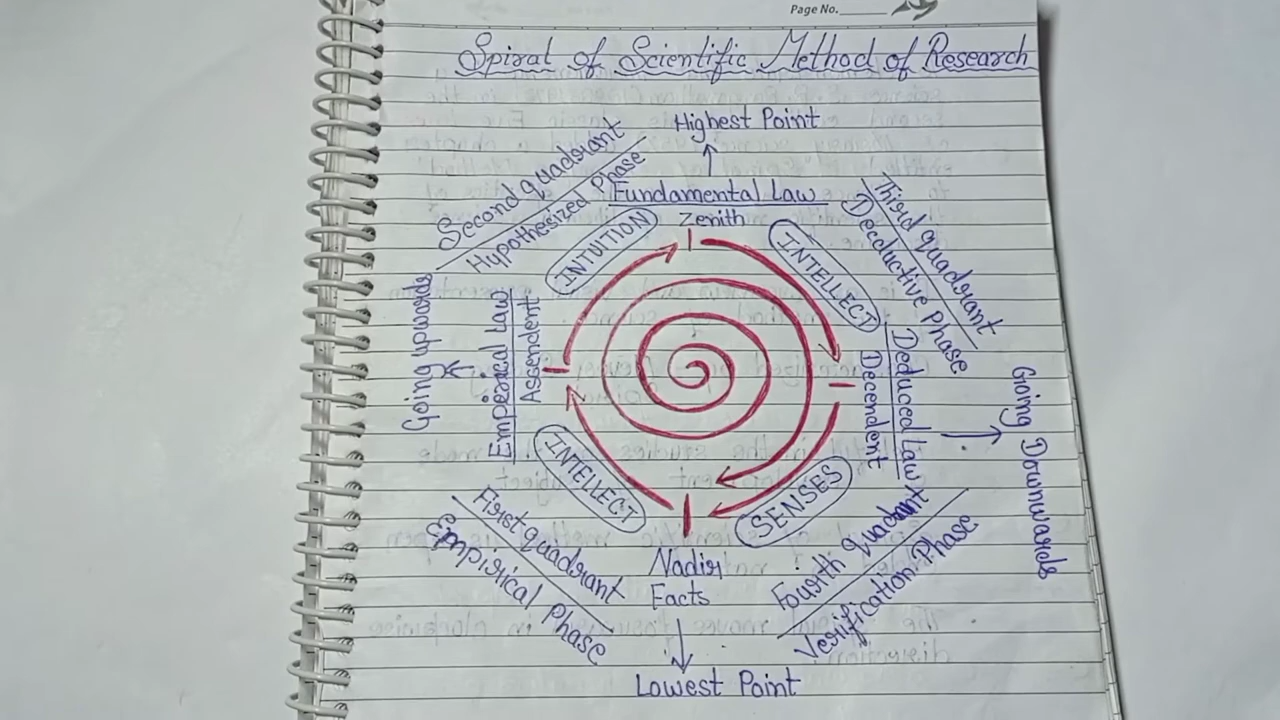 Page No.
Spiral of Scientific Method of Research
Highest Point
Fundamental Law
Zenith
Second quadrant
Hypothesized Phase
INTUITION
Third quadrant
Deductive Phase
INTELLECT
Going upwards
Empirical Law
Assendent
Deduced Law
Decendent
Going Downwards
INTELLECT
First quadrant
Empirical Phase
SENSES
Fourth quadrant
Verification Phase
Nadir
Facts
Lowest Point